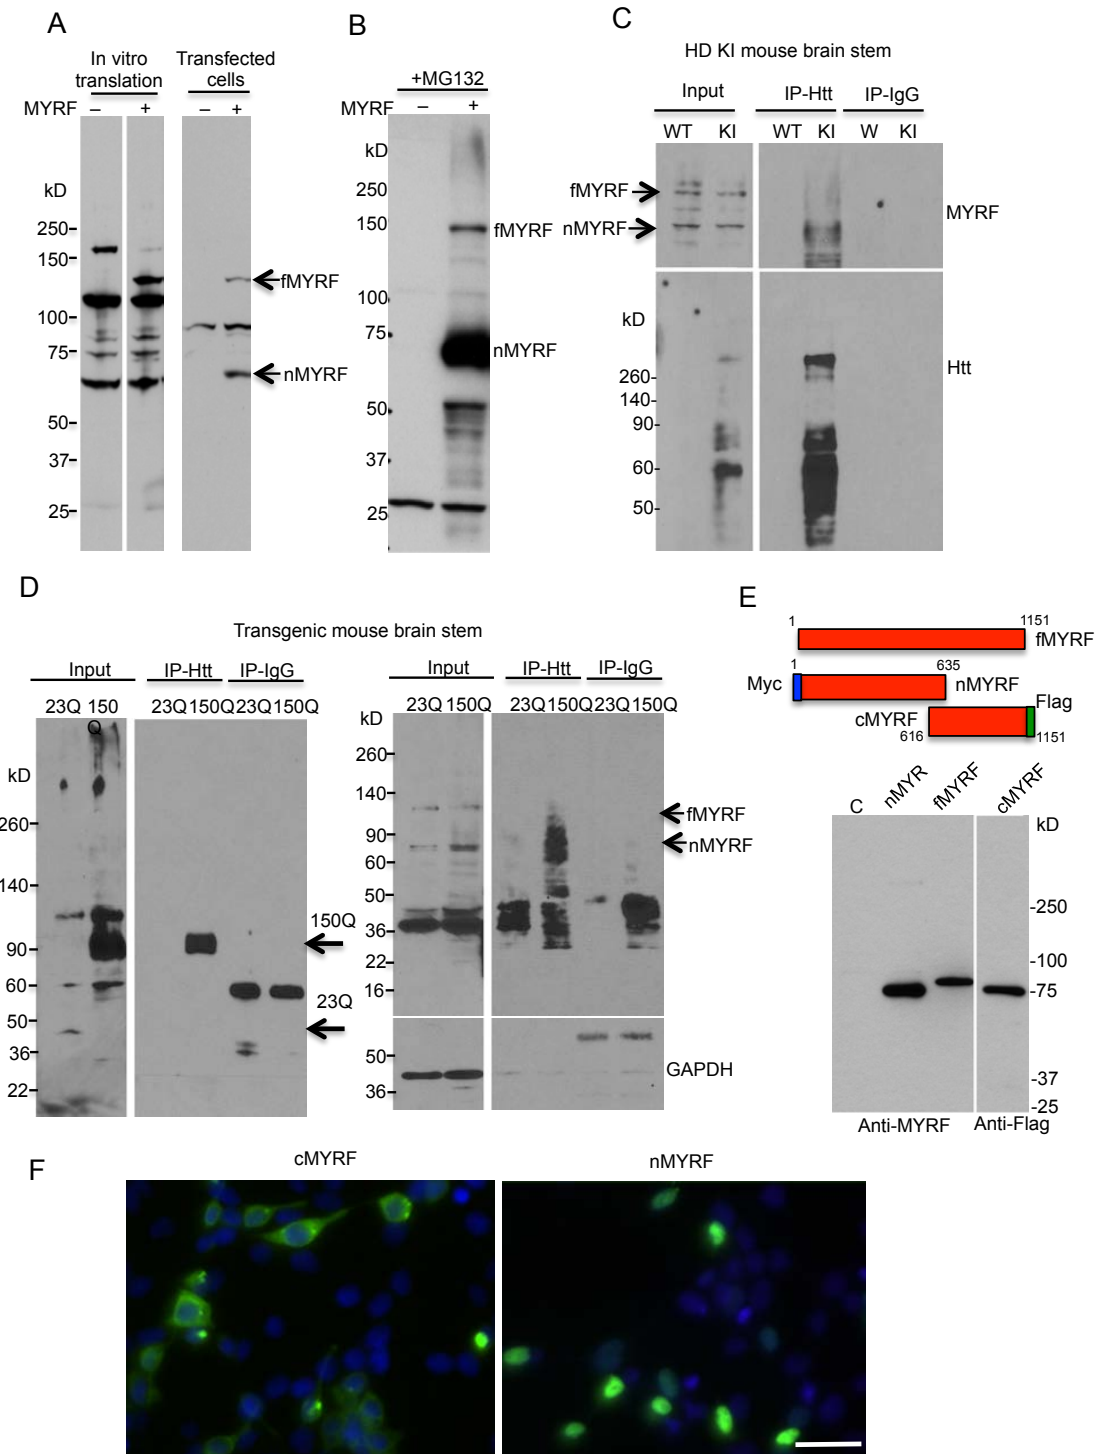 A
In vitro translation
Transfected cells
MYRF – + – +
kD
250-
150-
100-
75-
50-
37-
25-
fMYRF
nMYRF
B
+MG132
MYRF – +
kD
250
150
100
75
50
37
25
fMYRF
nMYRF
C
HD KI mouse brain stem
Input IP-Htt IP-IgG
WT KI WT KI W KI
fMYRF
nMYRF
MYRF
kD
260-
140-
90-
60-
50-
Htt
D
Transgenic mouse brain stem
Input IP-Htt IP-IgG
23Q 150 Q 23Q 150Q 23Q 150Q
kD
260
140
90
60
50
36
22
150Q
23Q
Input IP-Htt IP-IgG
23Q 150Q 23Q 150Q 23Q 150Q
kD
260
140
90
60
50
36
22
16
fMYRF
nMYRF
50
36
GAPDH
E
1 1151
fMYRF
1 635
Myc nMYRF
Flag
cMYRF
616 1151
C nMYR fMYRF cMYRF
kD
-250
-100
-75
-37
-25
Anti-MYRF Anti-Flag
F
cMYRF nMYRF